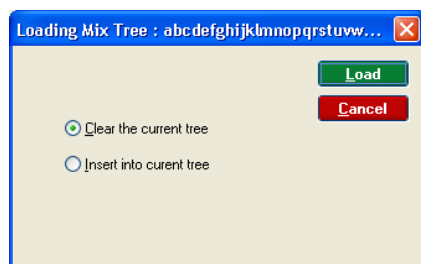 Loading Mix Tree : abcdefghijklmnopqrstuvw...
Load
Cancel
Clear the current tree
Insert into curent tree